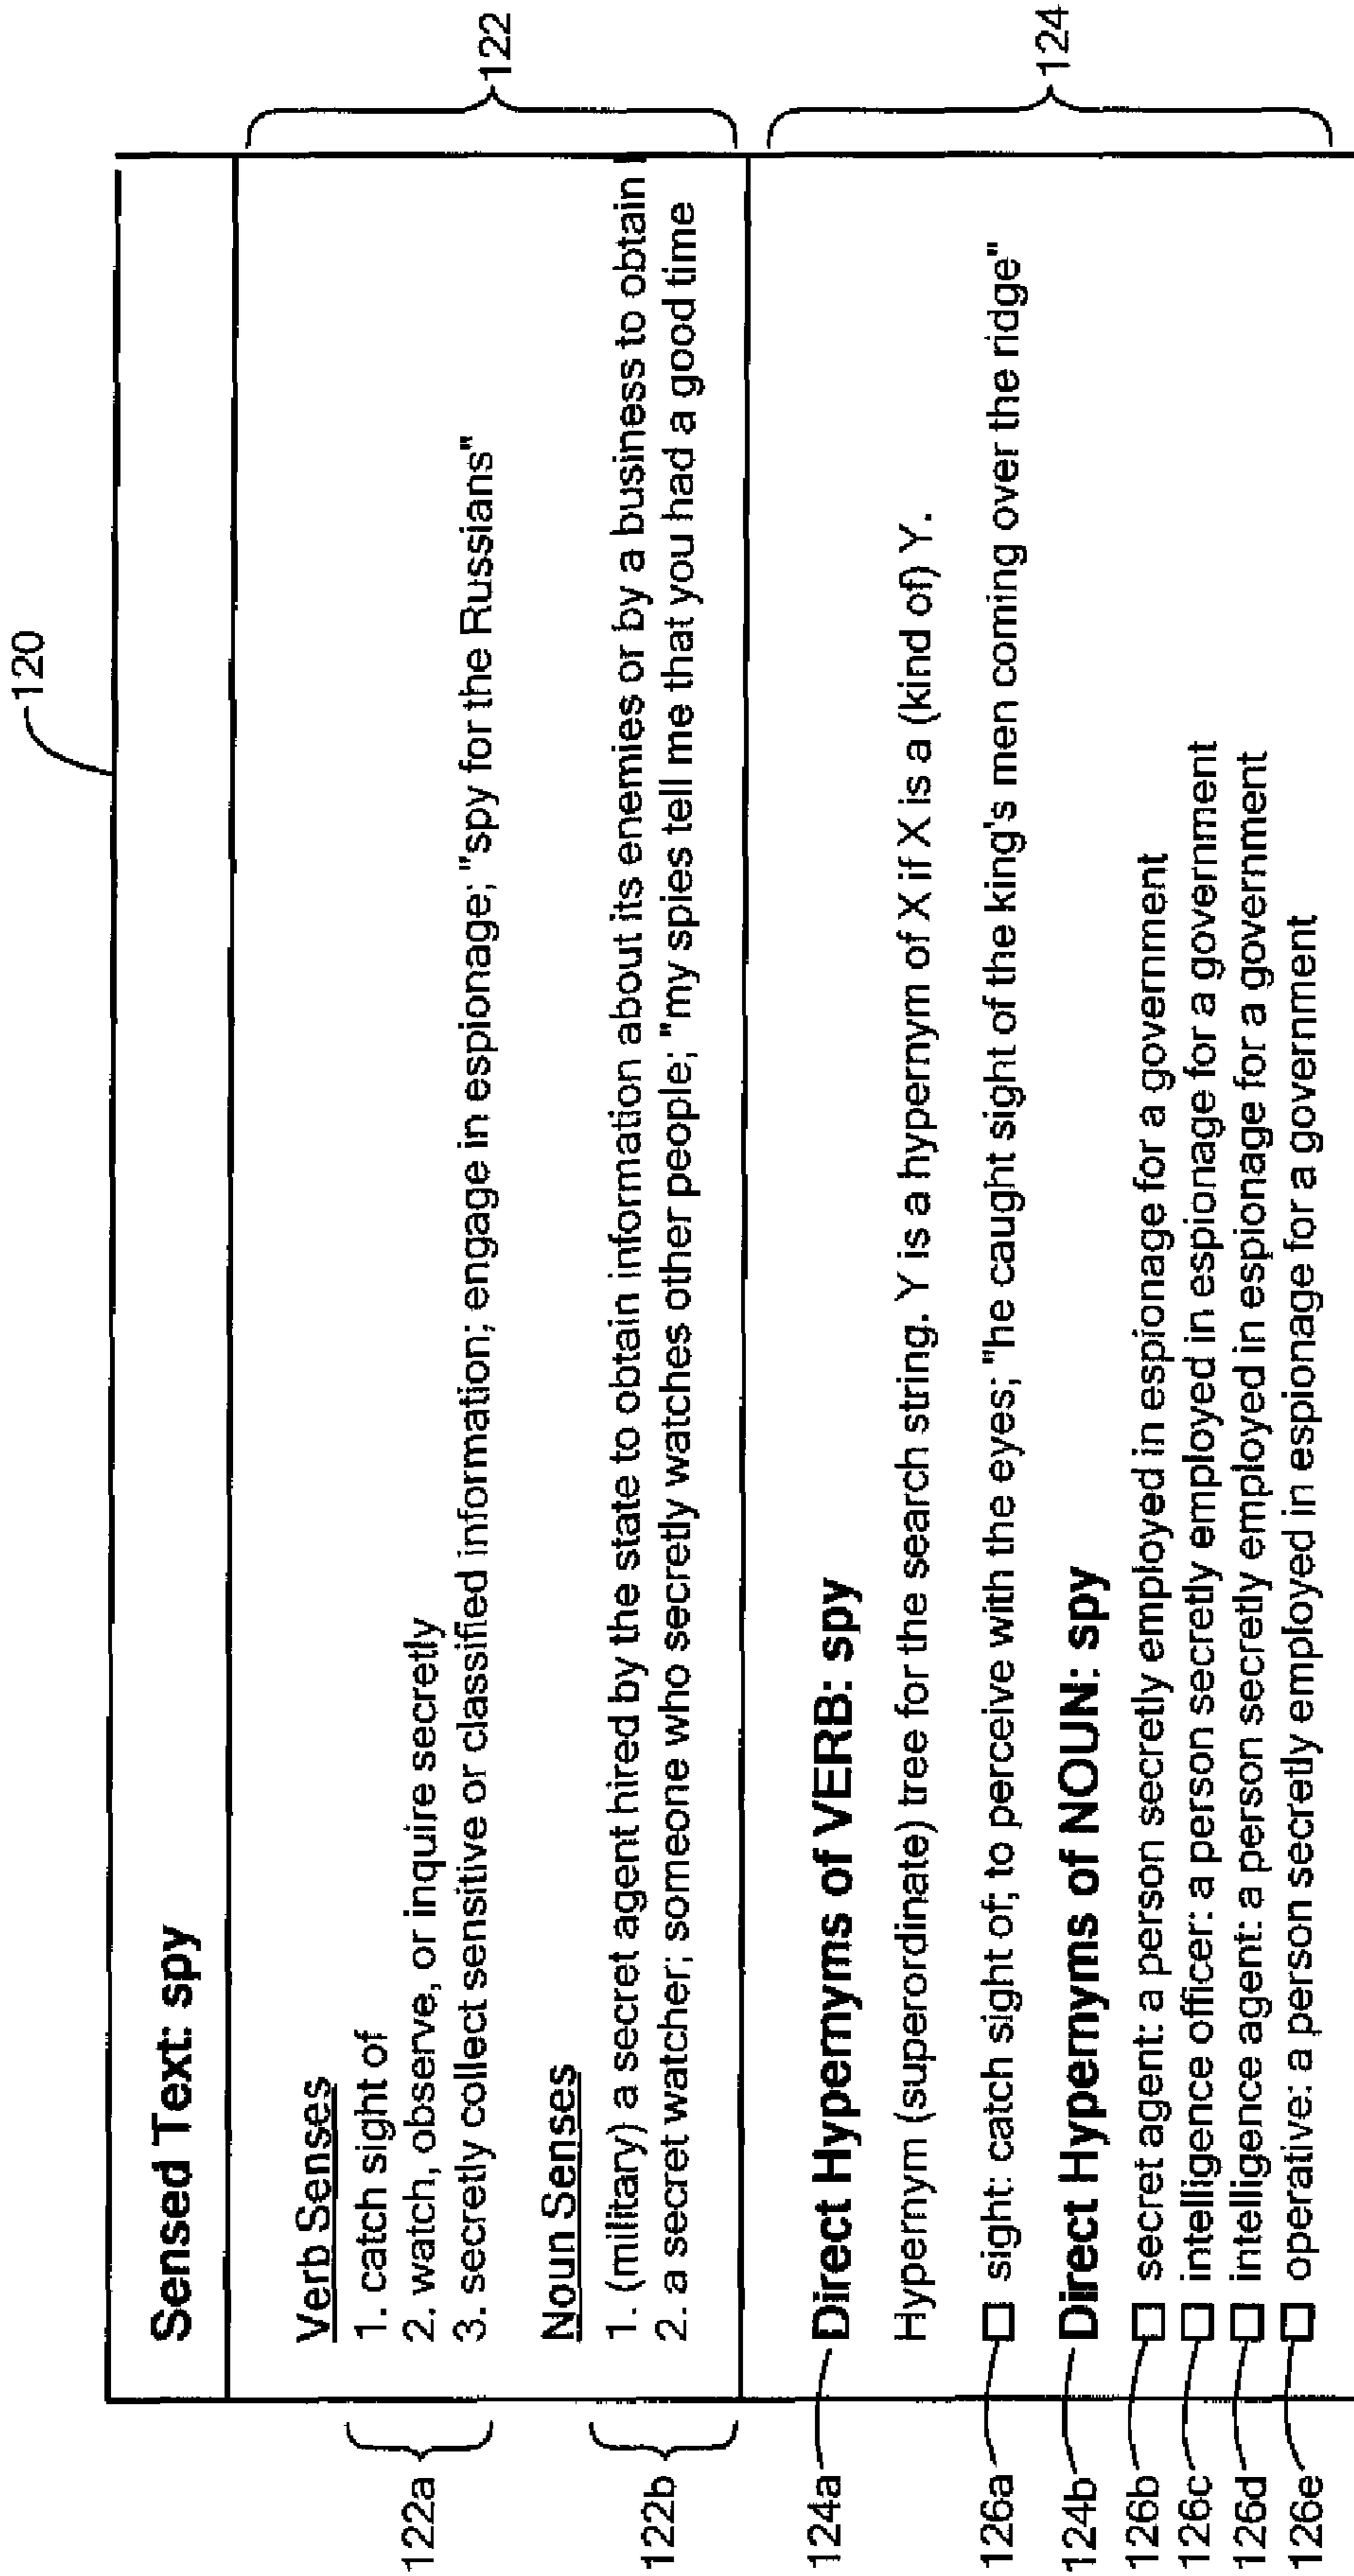 120
Sensed Text: spy
122
Verb Senses
122a
1. catch sight of
2. watch, observe, or inquire secretly
3. secretly collect sensitive or classified information; engage in espionage; "spy for the Russians"
Noun Senses
122b
1. (military) a secret agent hired by the state to obtain information about its enemies or by a business to obtain
2. a secret watcher; someone who secretly watches other people; "my spies tell me that you had a good time
124
124a Direct Hypernyms of VERB: spy
Hypernym (superordinate) tree for the search string. Y is a hypernym of X if X is a (kind of) Y.
126a sight: catch sight of; to perceive with the eyes; "he caught sight of the king's men coming over the ridge"
124b Direct Hypernyms of NOUN: spy
126b secret agent: a person secretly employed in espionage for a government
126c intelligence officer: a person secretly employed in espionage for a government
126d intelligence agent: a person secretly employed in espionage for a government
126e operative: a person secretly employed in espionage for a government